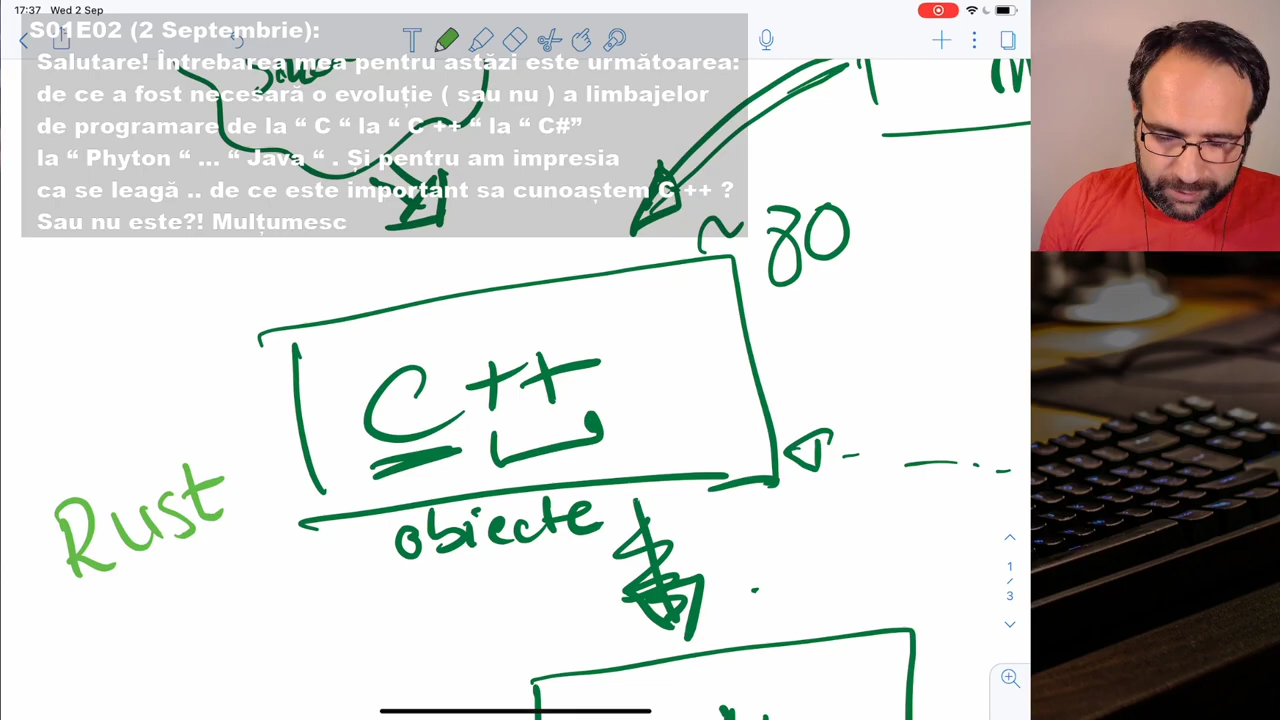 17:37 Wed 2 Sep
S01E02 (2 Septembrie):
Salutare! Întrebarea mea pentru astăzi este următoarea:
de ce a fost necesară o evoluție ( sau nu ) a limbajelor
de programare de la “ C “ la “ C ++ “ la “ C#”
la “ Phyton “ ... “ Java “ . Și pentru am impresia
ca se leagă .. de ce este important sa cunoaștem C ++ ?
Sau nu este?! Mulțumesc
~ 80
C++
Rust
obiecte
1
/
3